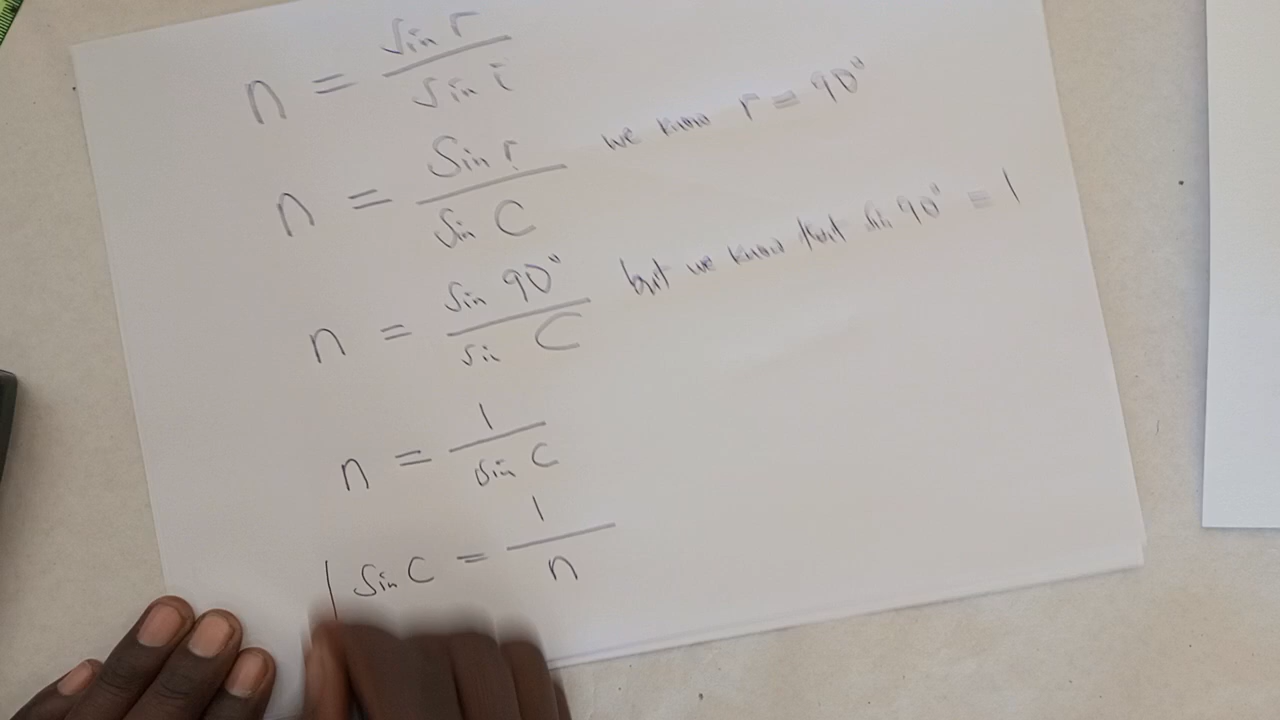 n = sin r / sin i
n = Sin r / sin C we know r = 90°
n = sin 90° / sin C but we know that sin 90° = 1
n = 1 / sin C
sin C = 1 / n